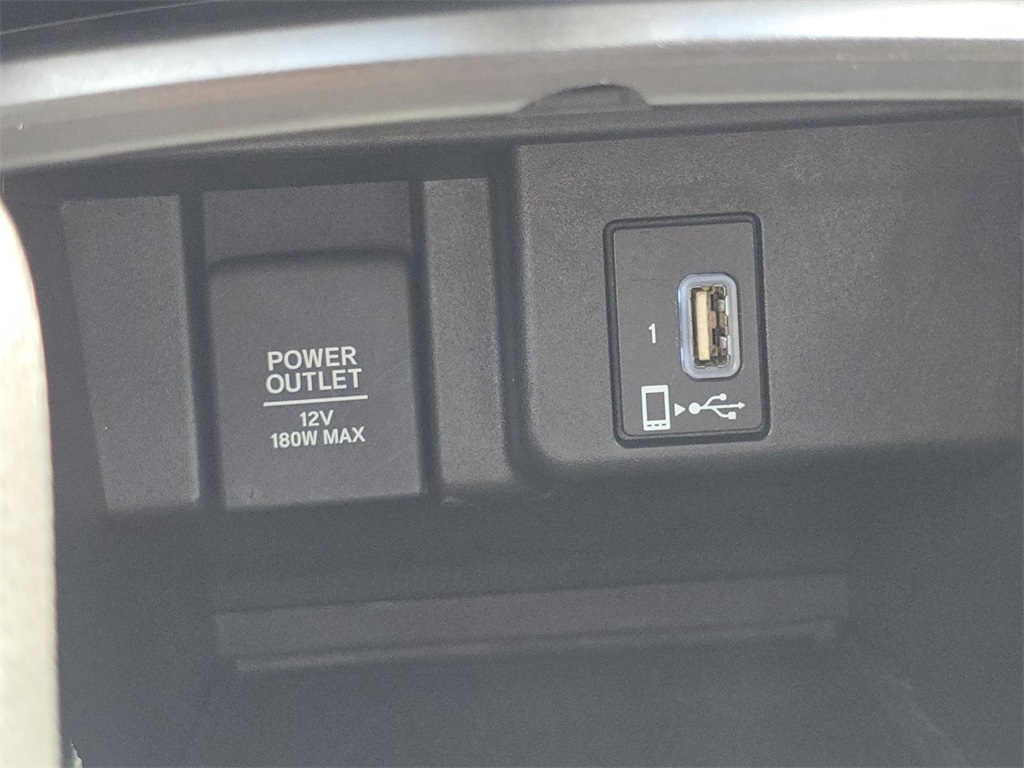 POWER
OUTLET
12V
180W MAX
1